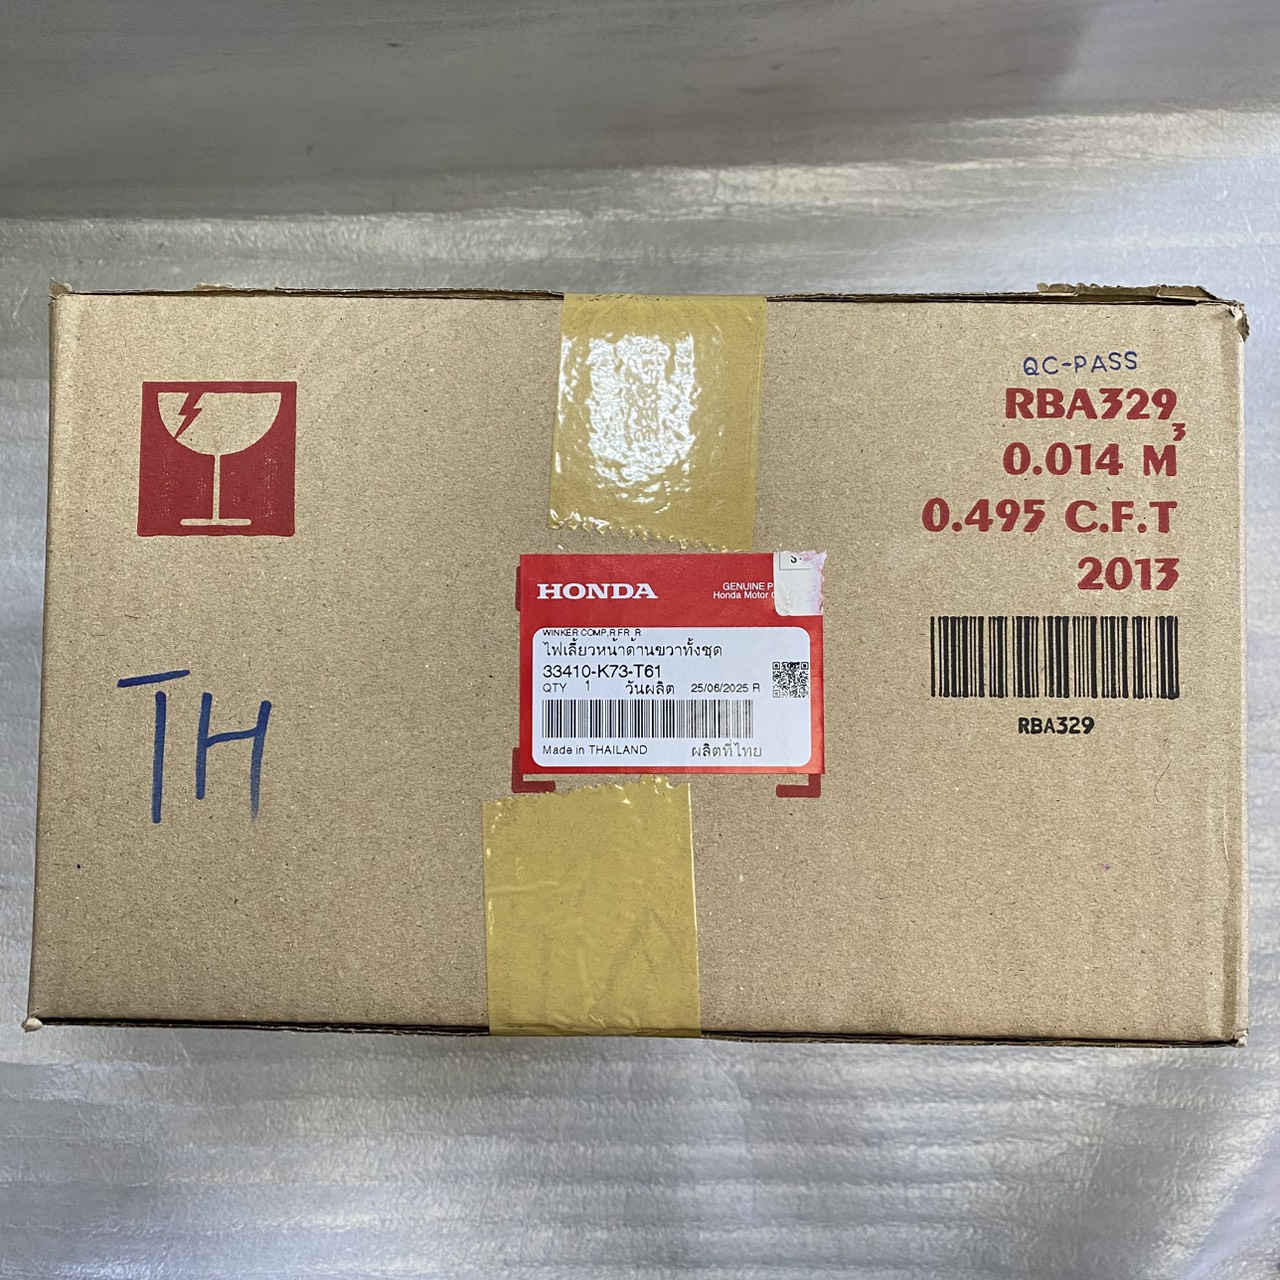 QC-PASS
RBA329
0.014 M³
0.495 C.F.T
2013
RBA329
TH
HONDA
GENUINE
Honda Motor
WINKER COMP,R FR R
ไฟเลี้ยวหน้าด้านขวาทั้งชุด
33410-K73-T61
QTY 1 วันผลิต 25/06/2025 R
Made in THAILAND ผลิตที่ไทย